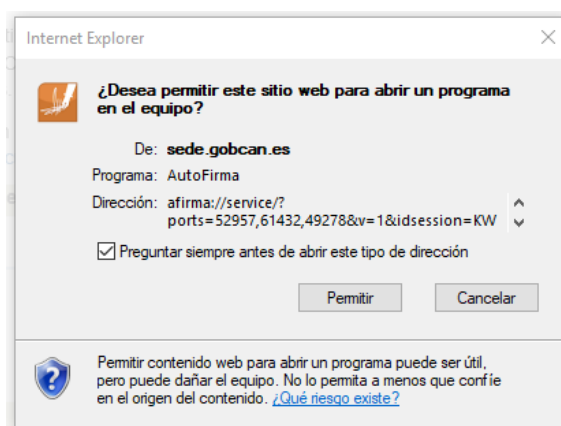 Internet Explorer
¿Desea permitir este sitio web para abrir un programa
en el equipo?
De: sede.gobcan.es
Programa: AutoFirma
Dirección: afirma://service/?
ports=52957,61432,49278&v=1&idsession=KW
Preguntar siempre antes de abrir este tipo de dirección
Permitir Cancelar
Permitir contenido web para abrir un programa puede ser útil,
pero puede dañar el equipo. No lo permita a menos que confíe
en el origen del contenido. ¿Qué riesgo existe?